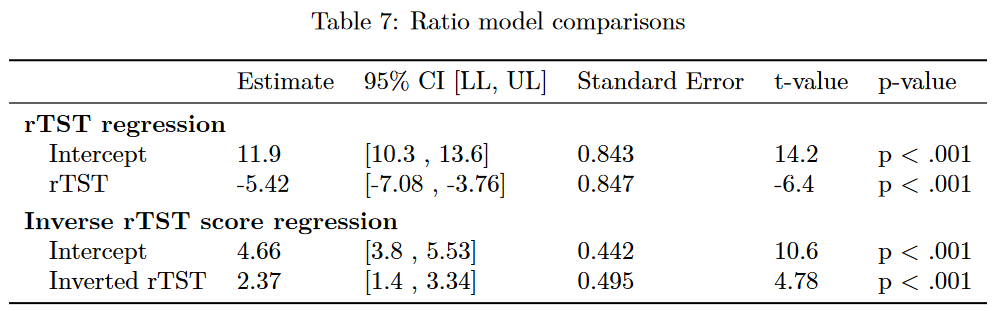 Table 7: Ratio model comparisons
Estimate 95% CI [LL, UL] Standard Error t-value p-value
rTST regression
Intercept 11.9 [10.3 , 13.6] 0.843 14.2 p < .001
rTST -5.42 [-7.08 , -3.76] 0.847 -6.4 p < .001
Inverse rTST score regression
Intercept 4.66 [3.8 , 5.53] 0.442 10.6 p < .001
Inverted rTST 2.37 [1.4 , 3.34] 0.495 4.78 p < .001